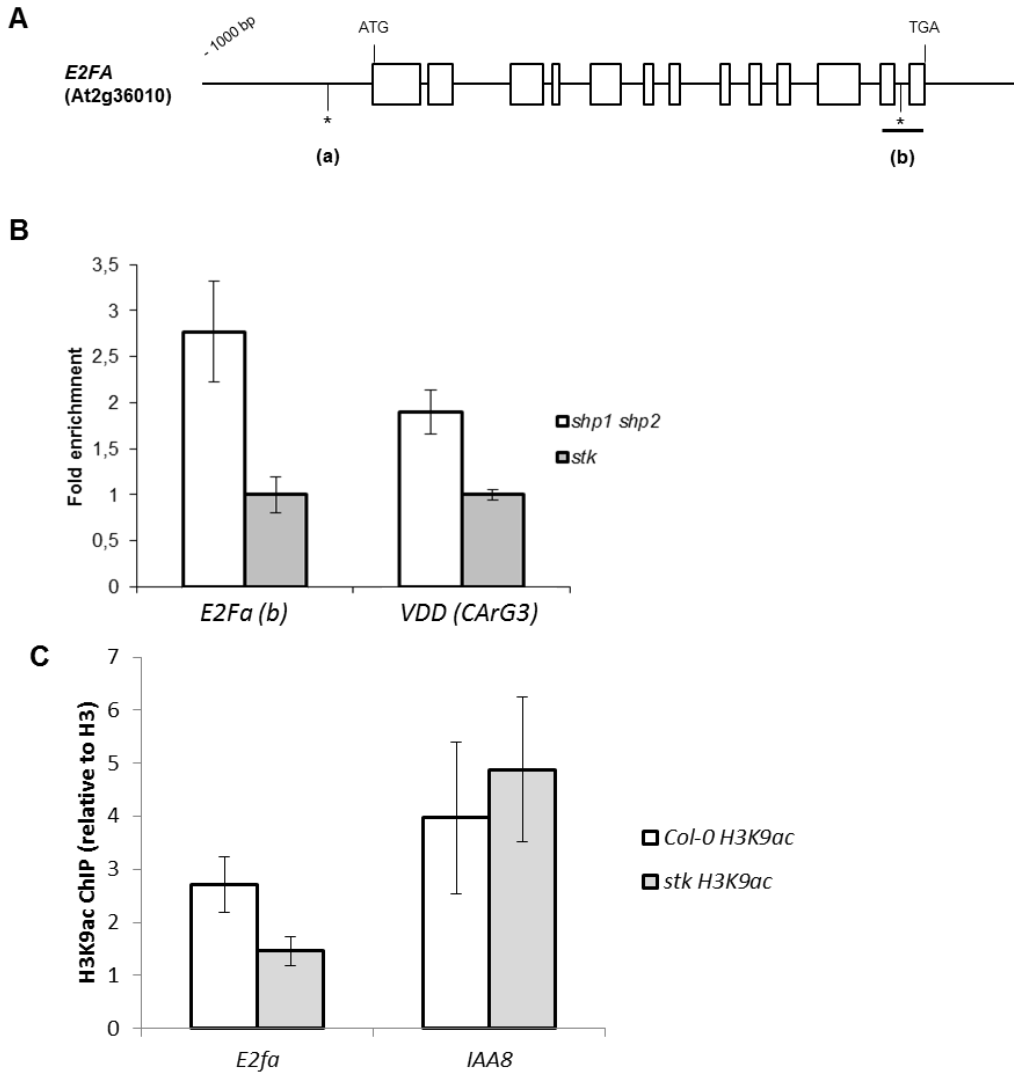 A
- 1000 bp
ATG
TGA
E2FA
(At2g36010)
*
*
(a)
(b)
B
Fold enrichmnent
3,5
3
2,5
2
1,5
1
0,5
0
E2Fa (b)
VDD (CArG3)
shp1 shp2
stk
C
H3K9ac ChIP (relative to H3)
7
6
5
4
3
2
1
0
E2fa
IAA8
Col-0 H3K9ac
stk H3K9ac